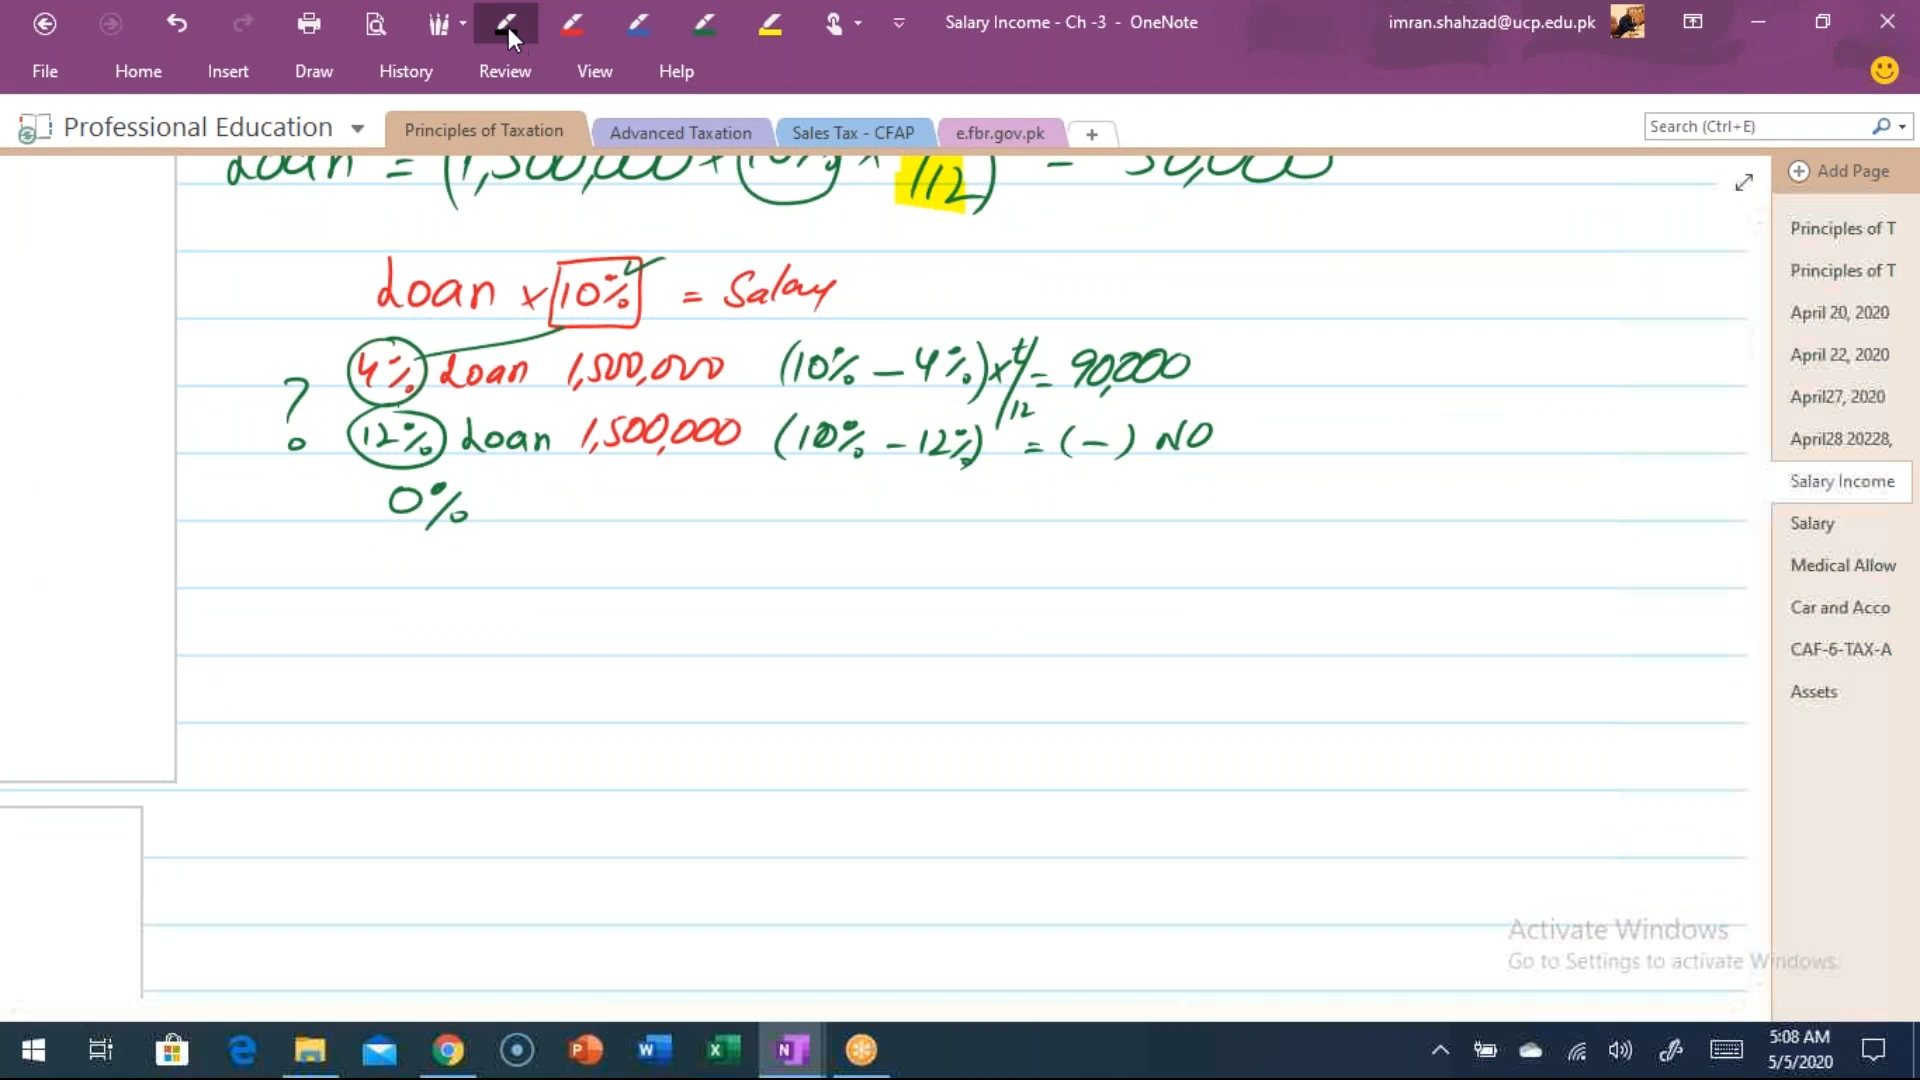 Salary Income - Ch -3 - OneNote
imran.shahzad@ucp.edu.pk
File Home Insert Draw History Review View Help
Professional Education
Principles of Taxation
Advanced Taxation
Sales Tax - CFAP
e.fbr.gov.pk
Search (Ctrl+E)
Add Page
Loan = (1,500,000 × 10% × /12) = 50,000
Loan × 10% = Salary
4% Loan 1,500,000 (10% - 4%) × /12 = 90,000
? 12% Loan 1,500,000 (10% - 12%) = (-) NO
0%
Principles of T
Principles of T
April 20, 2020
April 22, 2020
April27, 2020
April28 20228,
Salary Income
Salary
Medical Allow
Car and Acco
CAF-6-TAX-A
Assets
Activate Windows
Go to Settings to activate Windows.
5:08 AM
5/5/2020